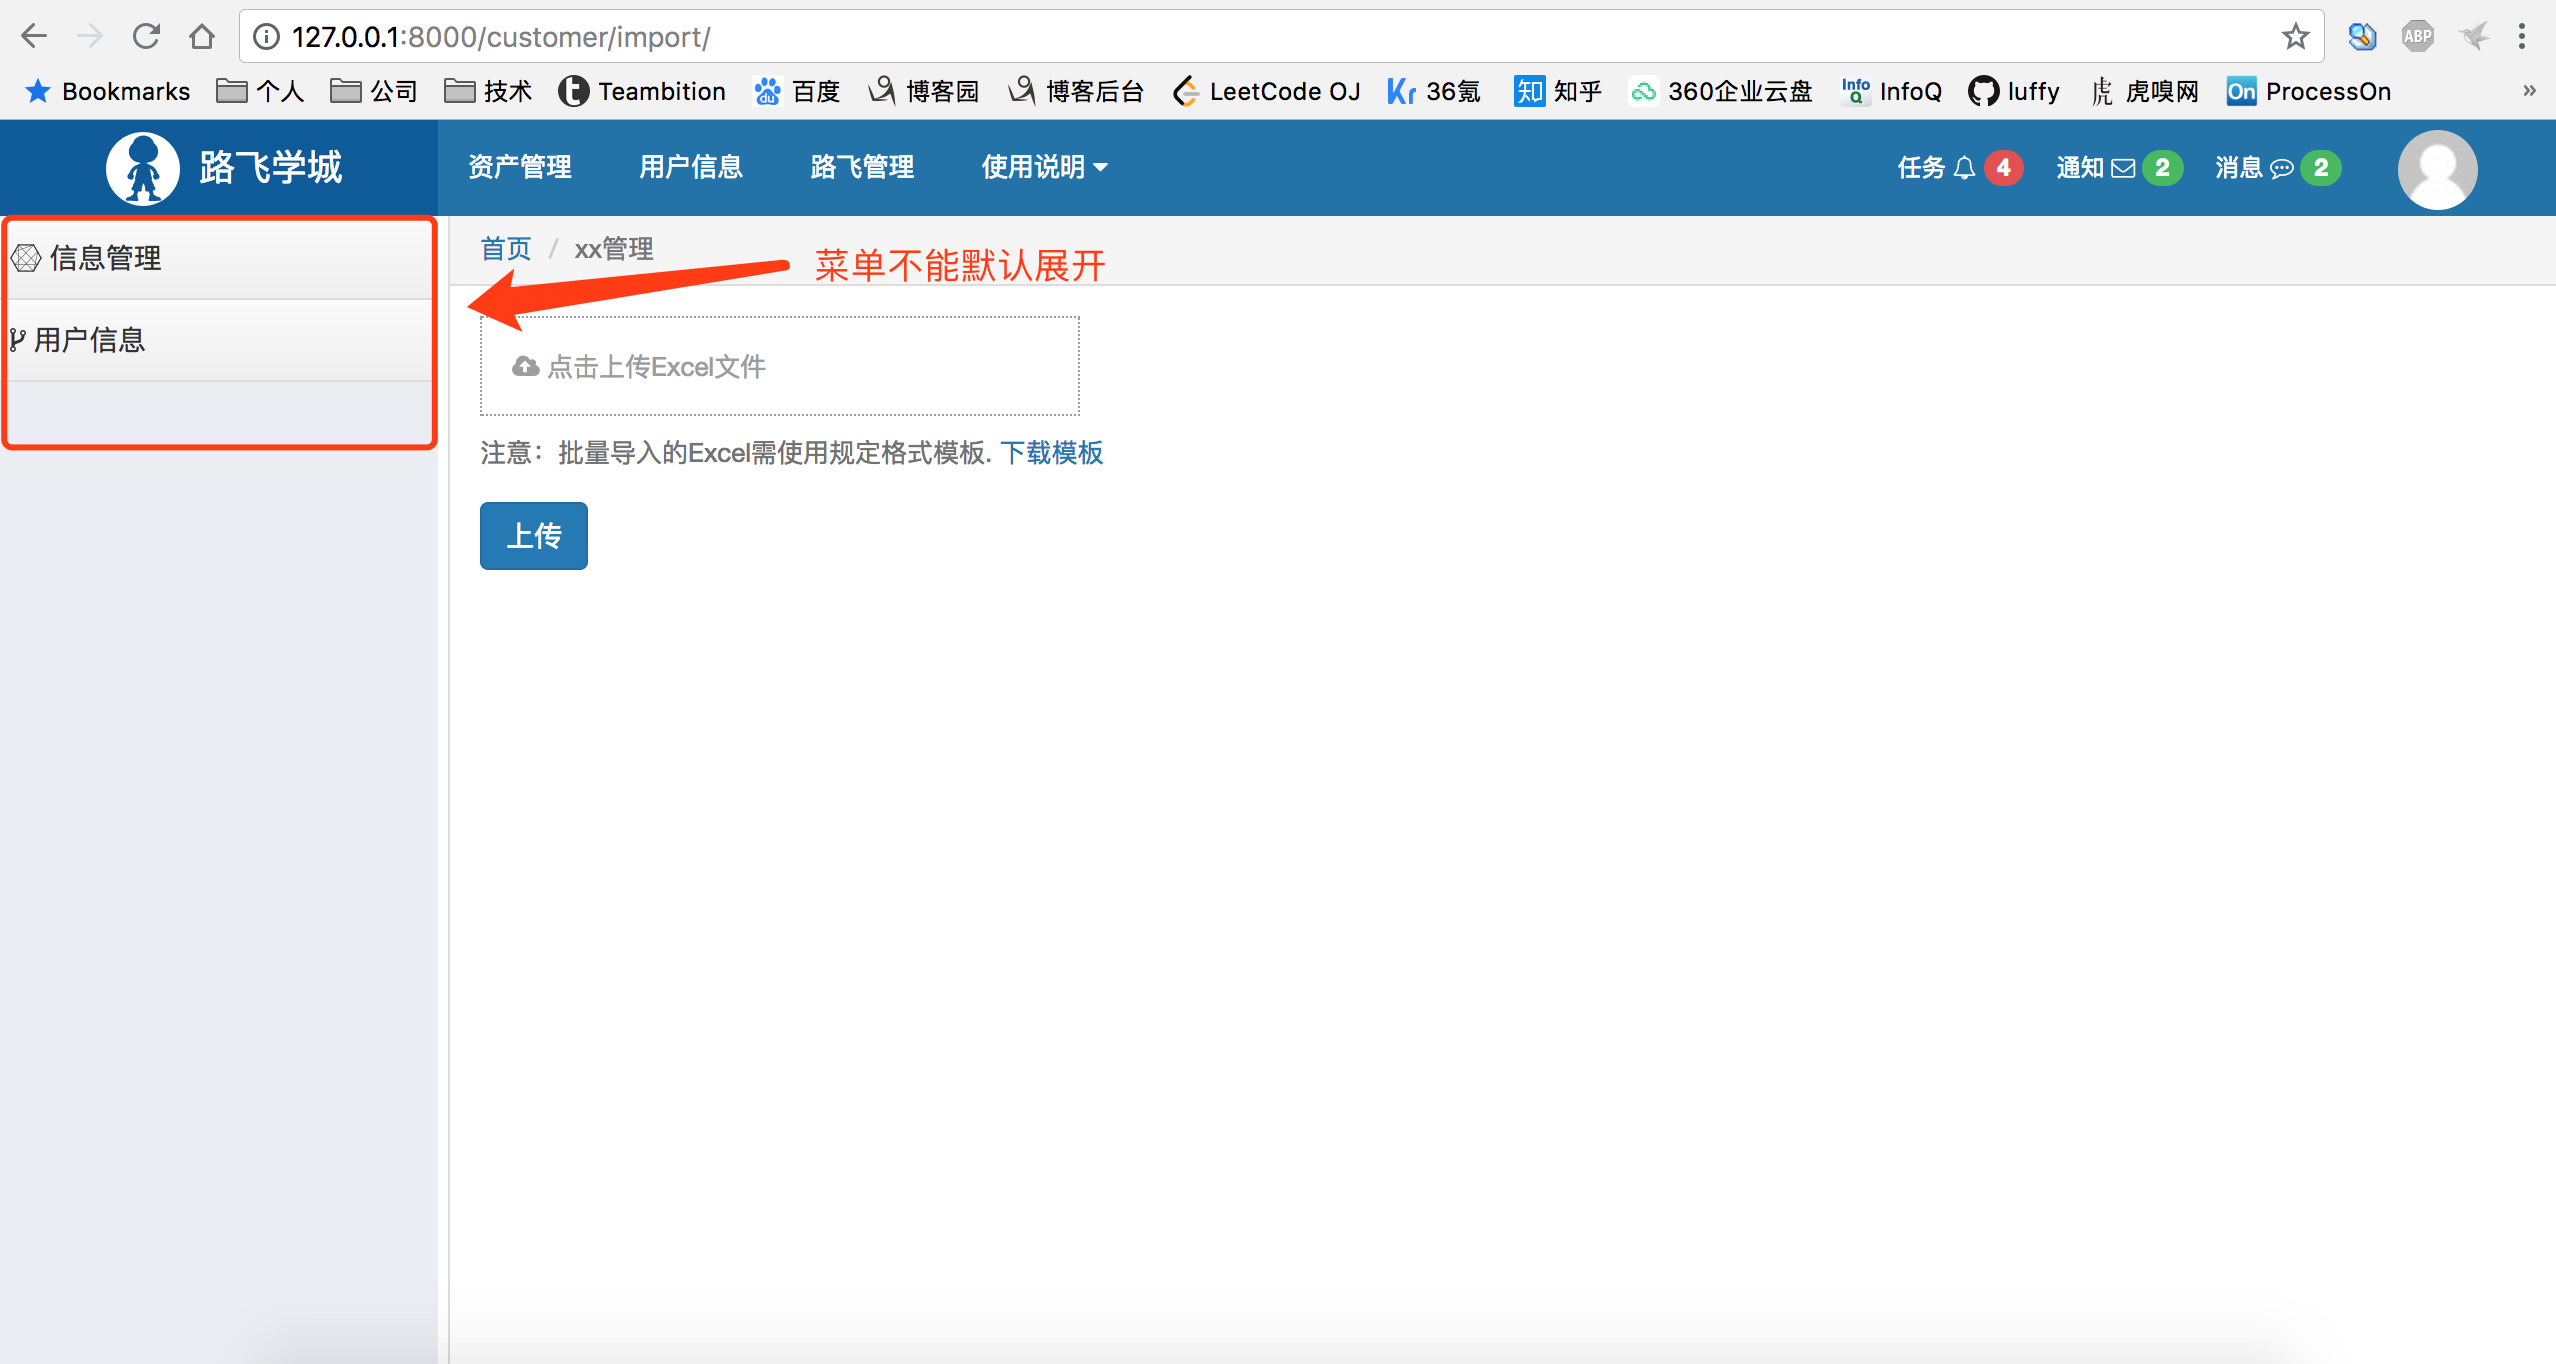 127.0.0.1:8000/customer/import/
ABP
Bookmarks 个人 公司 技术 Teambition 百度 博客园 博客后台 LeetCode OJ 36氪 知乎 360企业云盘 InfoQ luffy 虎嗅网 ProcessOn »
路飞学城 资产管理 用户信息 路飞管理 使用说明 任务 4 通知 2 消息 2
信息管理
用户信息
首页 / xx管理
菜单不能默认展开
点击上传Excel文件
注意：批量导入的Excel需使用规定格式模板. 下载模板
上传